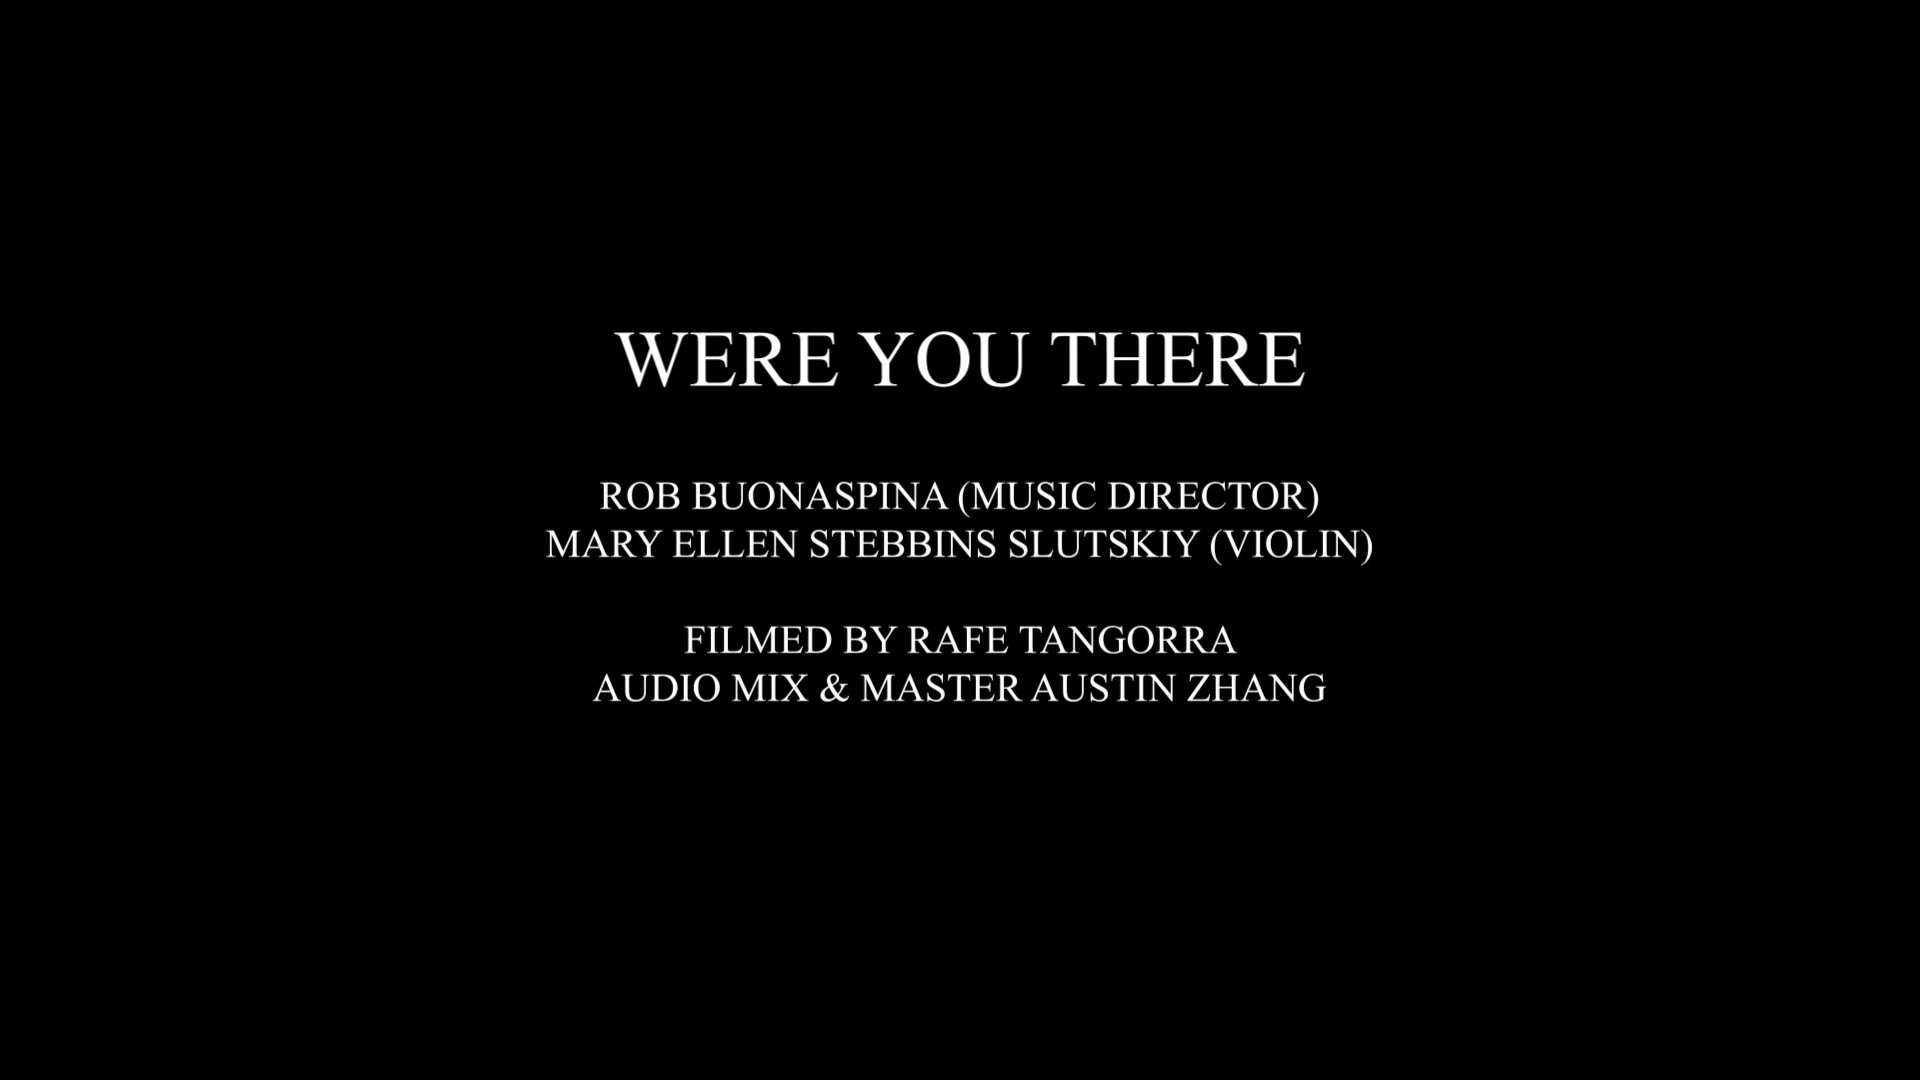 WERE YOU THERE
ROB BUONASPINA (MUSIC DIRECTOR)
MARY ELLEN STEBBINS SLUTSKIY (VIOLIN)
FILMED BY RAFE TANGORRA
AUDIO MIX & MASTER AUSTIN ZHANG